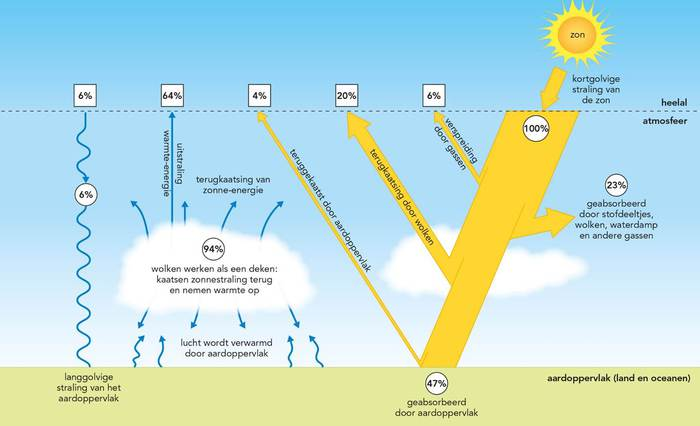 zon
kortgolvige
straling van
de zon
heelal
atmosfeer
6%
64%
4%
20%
6%
100%
6%
uitstraling
warmte-energie
terugkaatsing van
zonne-energie
teruggekaatst door aardoppervlak
terugkaatsing door wolken
verspreiding
door gassen
23%
geabsorbeerd
door stofdeeltjes,
wolken, waterdamp
en andere gassen
94%
wolken werken als een deken:
kaatsen zonnestraling terug
en nemen warmte op
lucht wordt verwarmd
door aardoppervlak
langgolvige
straling van het
aardoppervlak
47%
geabsorbeerd
door aardoppervlak
aardoppervlak (land en oceanen)